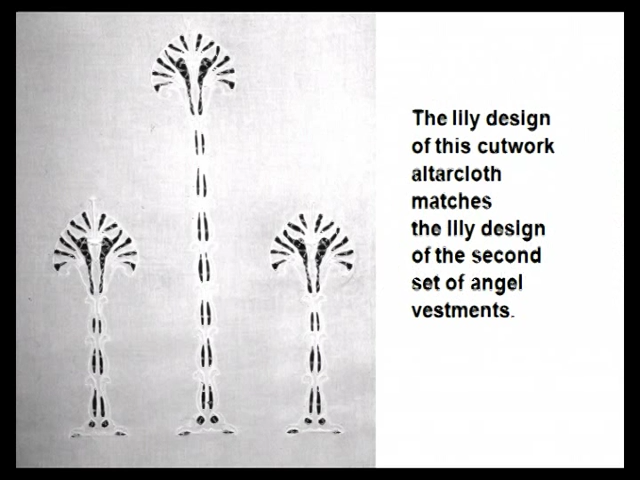 The lily design
of this cutwork
altarcloth
matches
the lily design
of the second
set of angel
vestments.